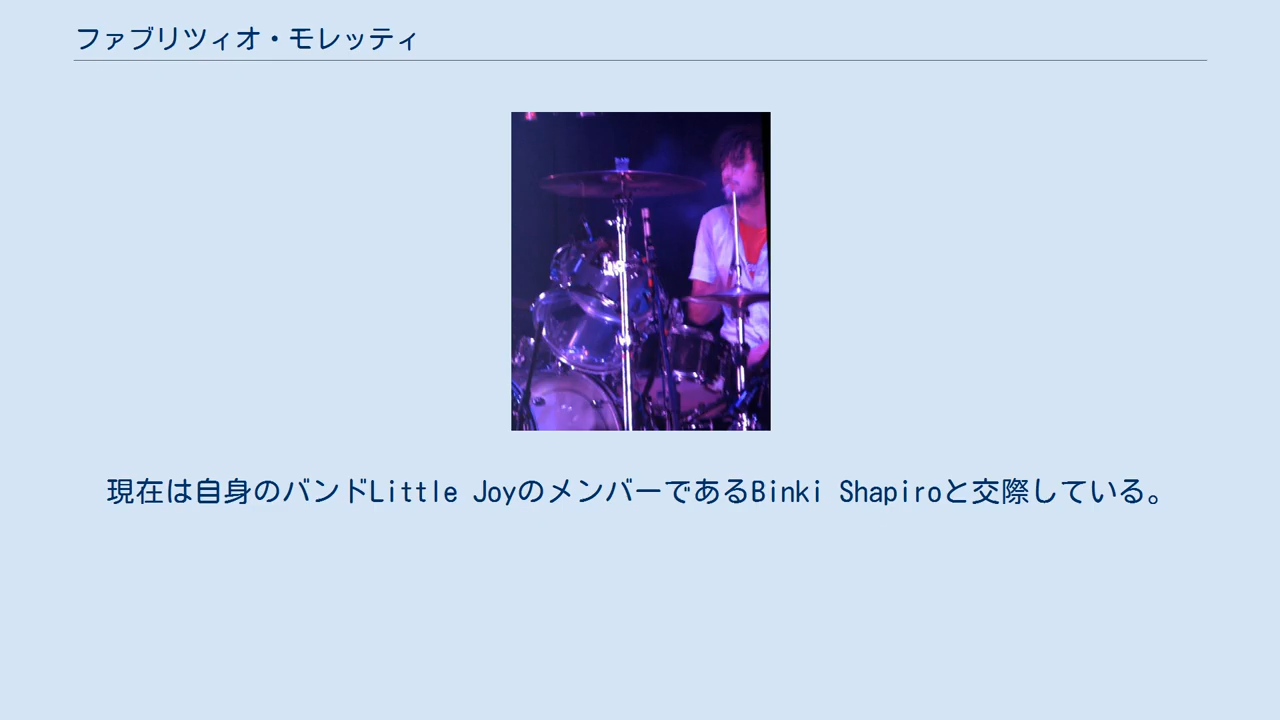 ファブリツィオ・モレッティ
現在は自身のバンドLittle JoyのメンバーであるBinki Shapiroと交際している。